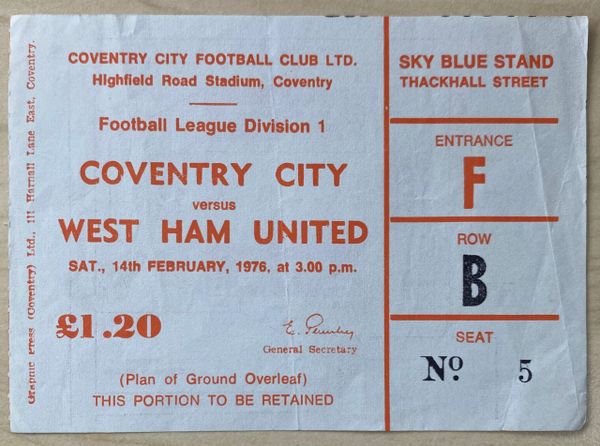 COVENTRY CITY FOOTBALL CLUB LTD.
Highfield Road Stadium, Coventry
Football League Division 1
COVENTRY CITY
versus
WEST HAM UNITED
SAT., 14th FEBRUARY, 1976, at 3.00 p.m.
£1.20
General Secretary
(Plan of Ground Overleaf)
THIS PORTION TO BE RETAINED
Graphic Press (Coventry) Ltd., 111 Harnall Lane East, Coventry.
SKY BLUE STAND
THACKHALL STREET
ENTRANCE
F
ROW
B
SEAT
No. 5